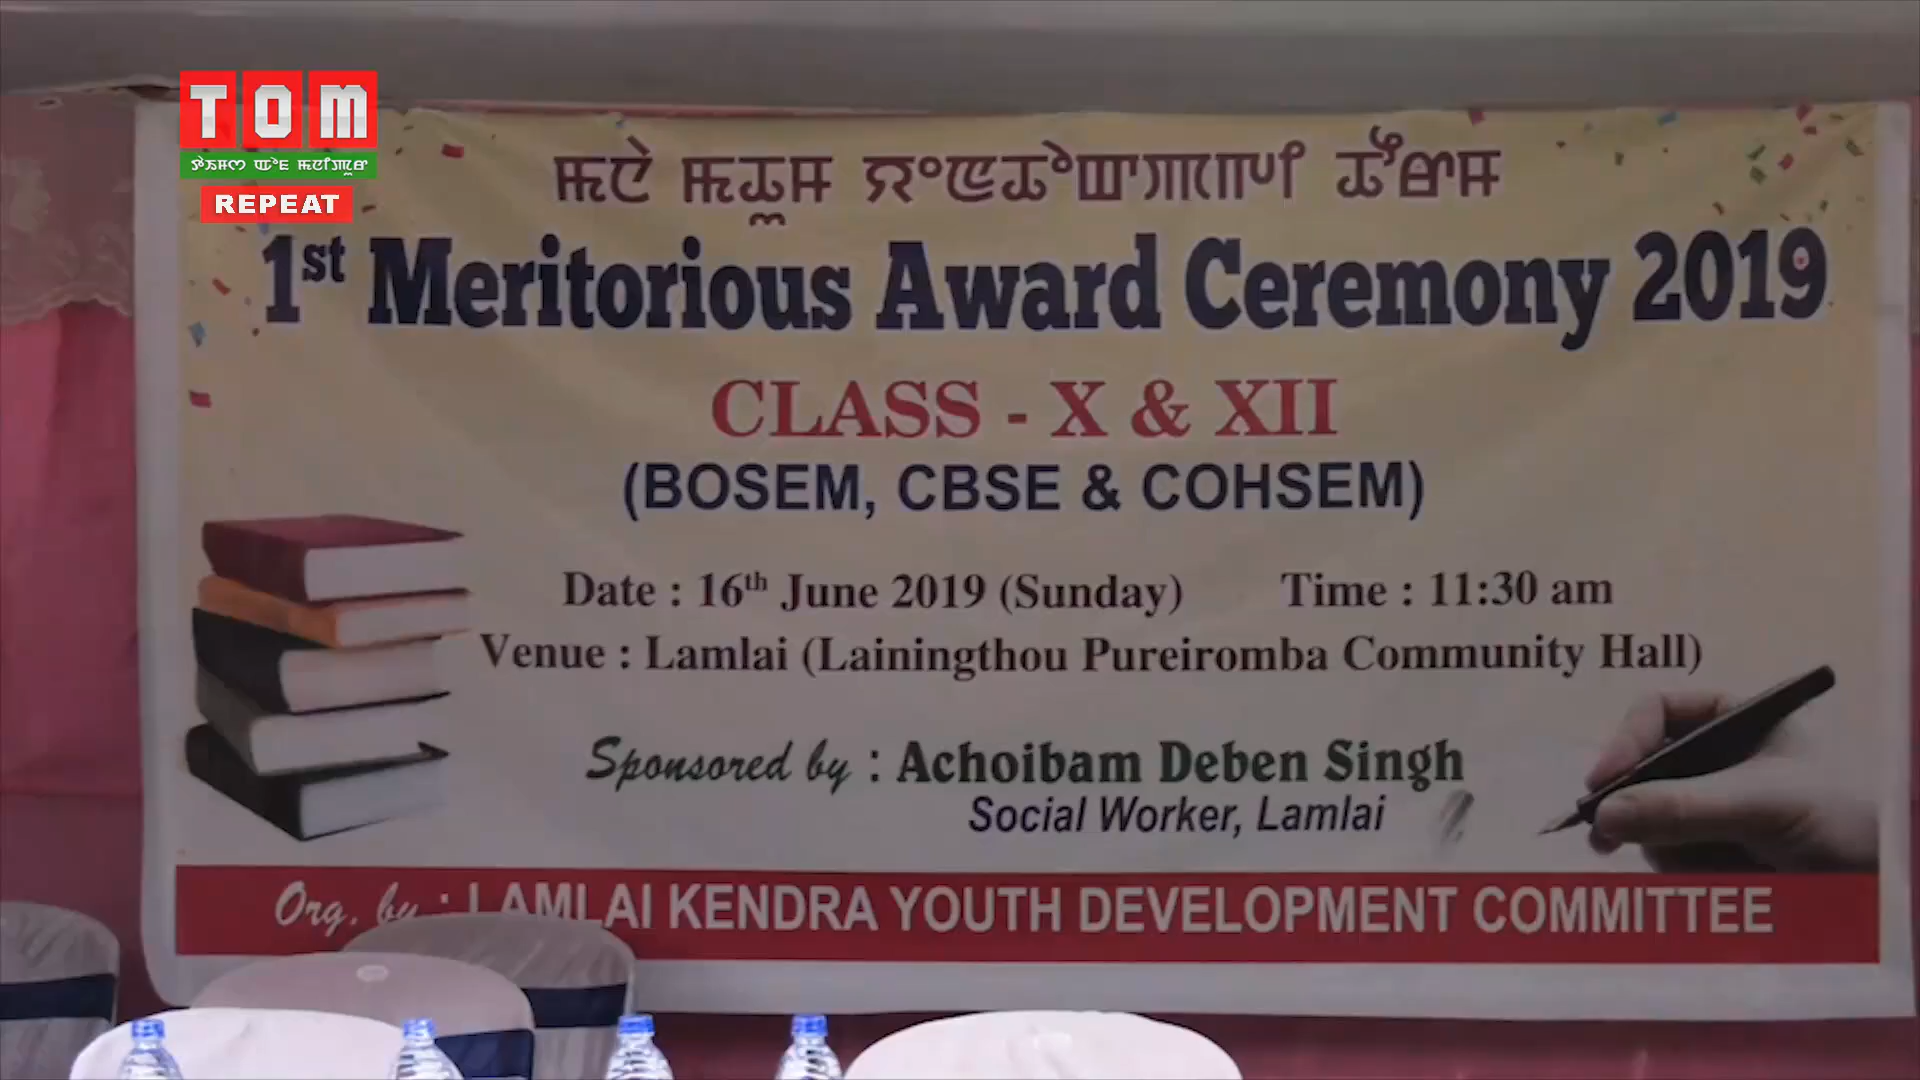 TOM
REPEAT
1st Meritorious Award Ceremony 2019
CLASS - X & XII
(BOSEM, CBSE & COHSEM)
Date : 16th June 2019 (Sunday) Time : 11:30 am
Venue : Lamlai (Lainingthou Pureiromba Community Hall)
Sponsored by : Achoibam Deben Singh
Social Worker, Lamlai
Org. by : LAMLAI KENDRA YOUTH DEVELOPMENT COMMITTEE